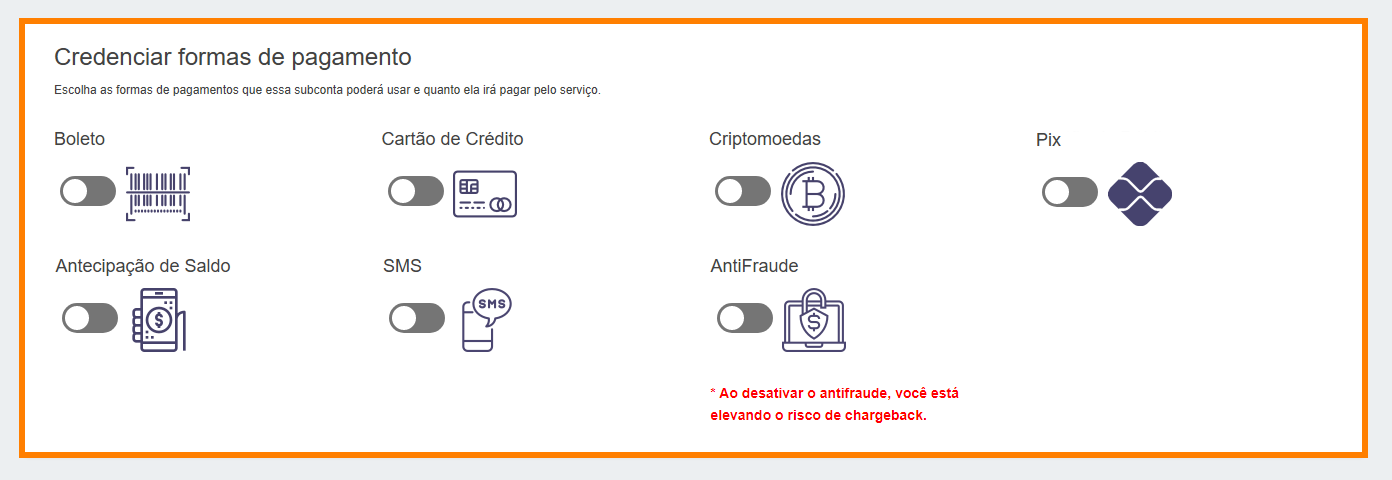 Credenciar formas de pagamento
Escolha as formas de pagamentos que essa subconta poderá usar e quanto ela irá pagar pelo serviço.
Boleto
Cartão de Crédito
Criptomoedas
Pix
Antecipação de Saldo
SMS
SMS
AntiFraude
* Ao desativar o antifraude, você está
elevando o risco de chargeback.